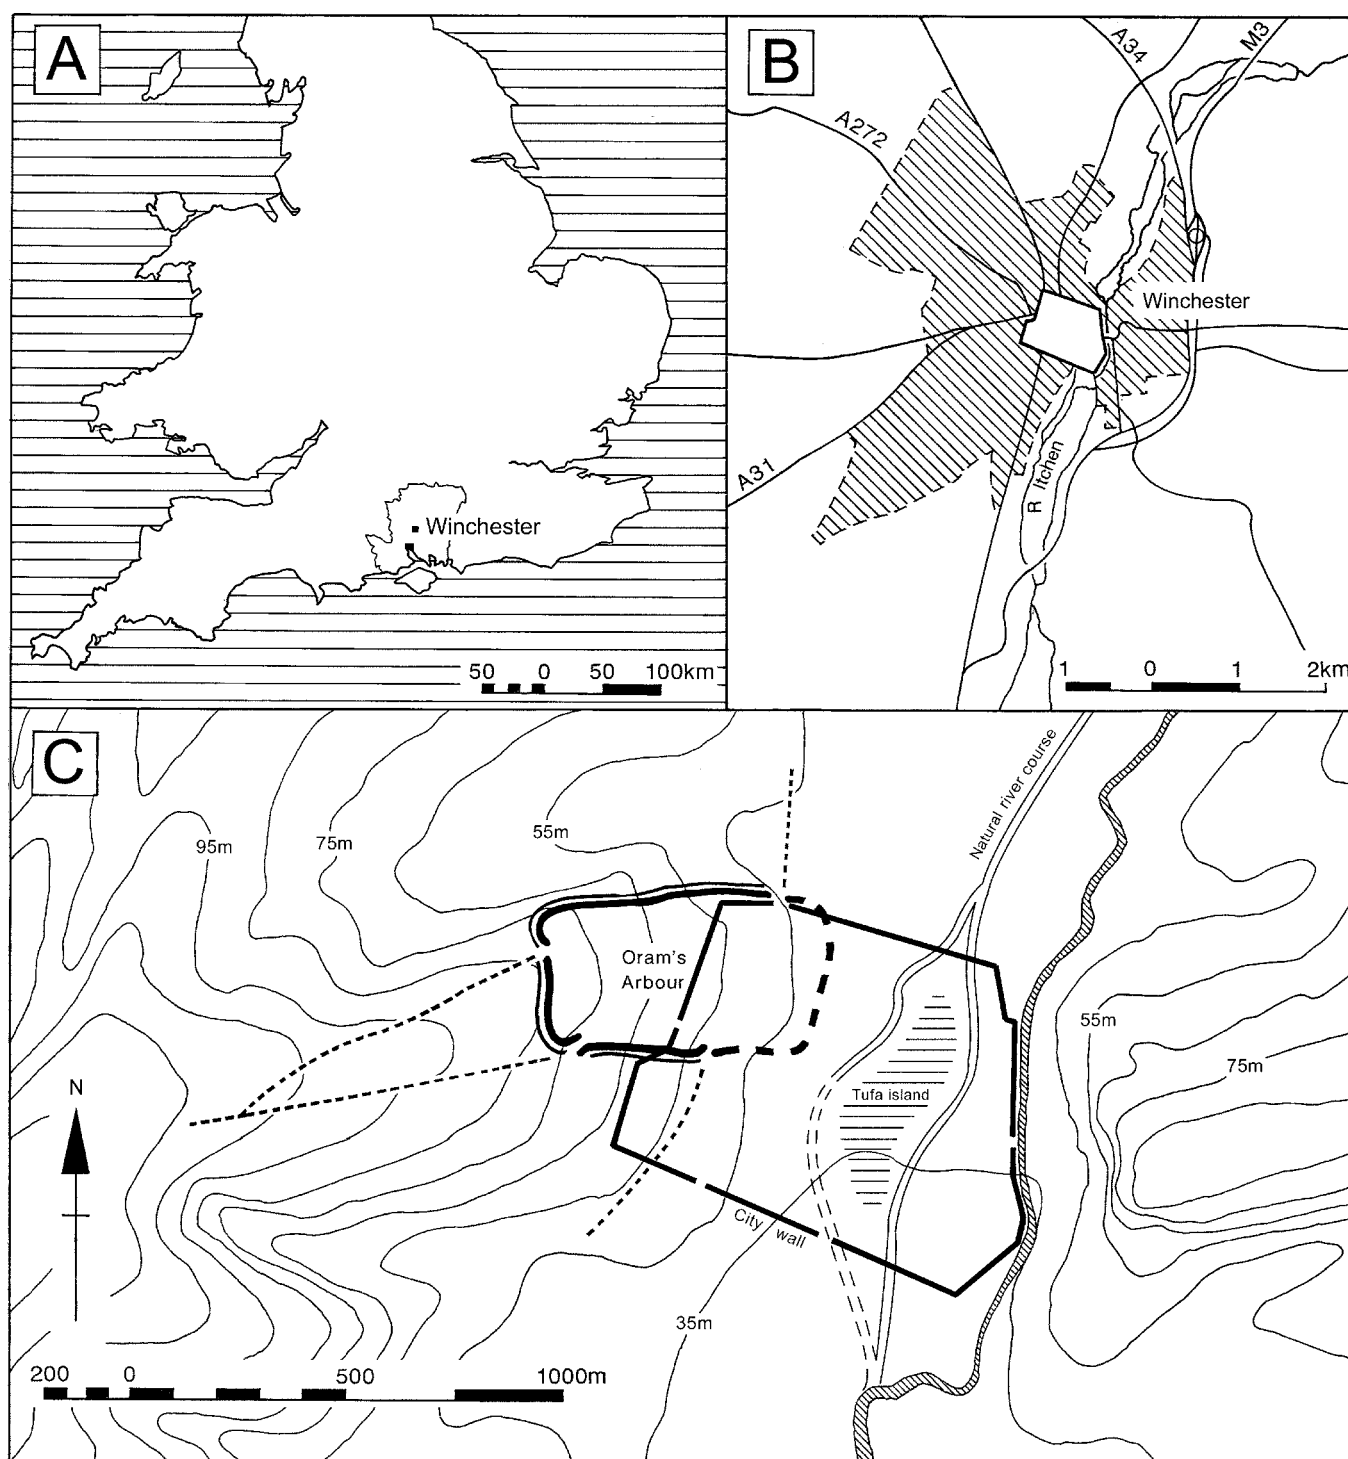 A
Winchester
50 0 50 100km
B
A34
M3
A272
Winchester
A31
R Itchen
1 0 1 2km
C
Natural river course
95m
75m
55m
Oram's
Arbour
55m
75m
Tufa island
N
City wall
35m
200 0 500 1000m